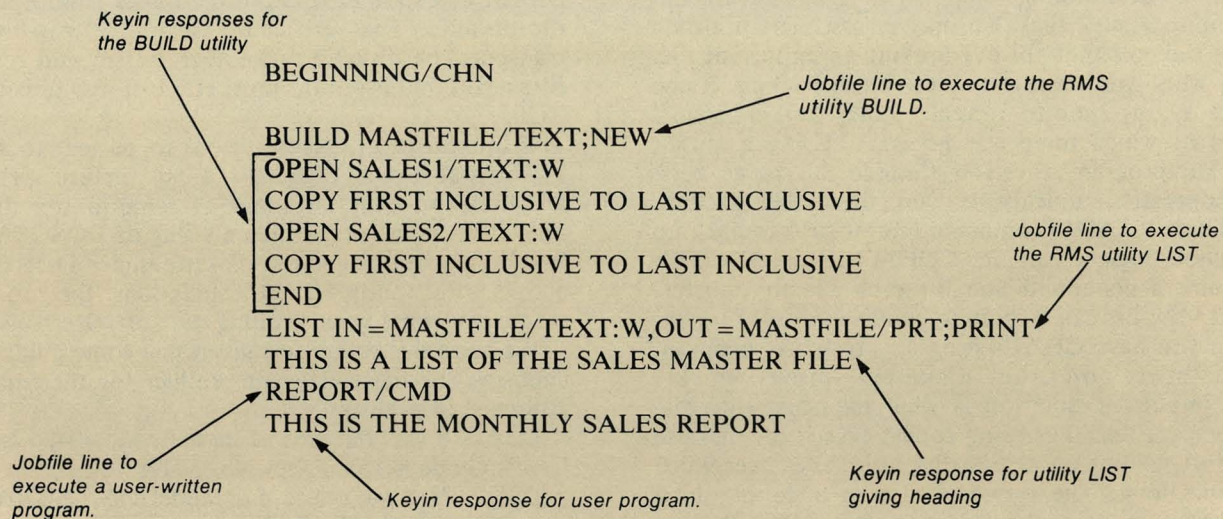 Keyin responses for
the BUILD utility
BEGINNING/CHN
Jobfile line to execute the RMS
utility BUILD.
BUILD MASTFILE/TEXT;NEW
OPEN SALES1/TEXT:W
COPY FIRST INCLUSIVE TO LAST INCLUSIVE
OPEN SALES2/TEXT:W
COPY FIRST INCLUSIVE TO LAST INCLUSIVE
END
Jobfile line to execute
the RMS utility LIST
LIST IN = MASTFILE/TEXT:W,OUT = MASTFILE/PRT;PRINT
THIS IS A LIST OF THE SALES MASTER FILE
REPORT/CMD
THIS IS THE MONTHLY SALES REPORT
Jobfile line to
execute a user-written
program.
Keyin response for user program.
Keyin response for utility LIST
giving heading